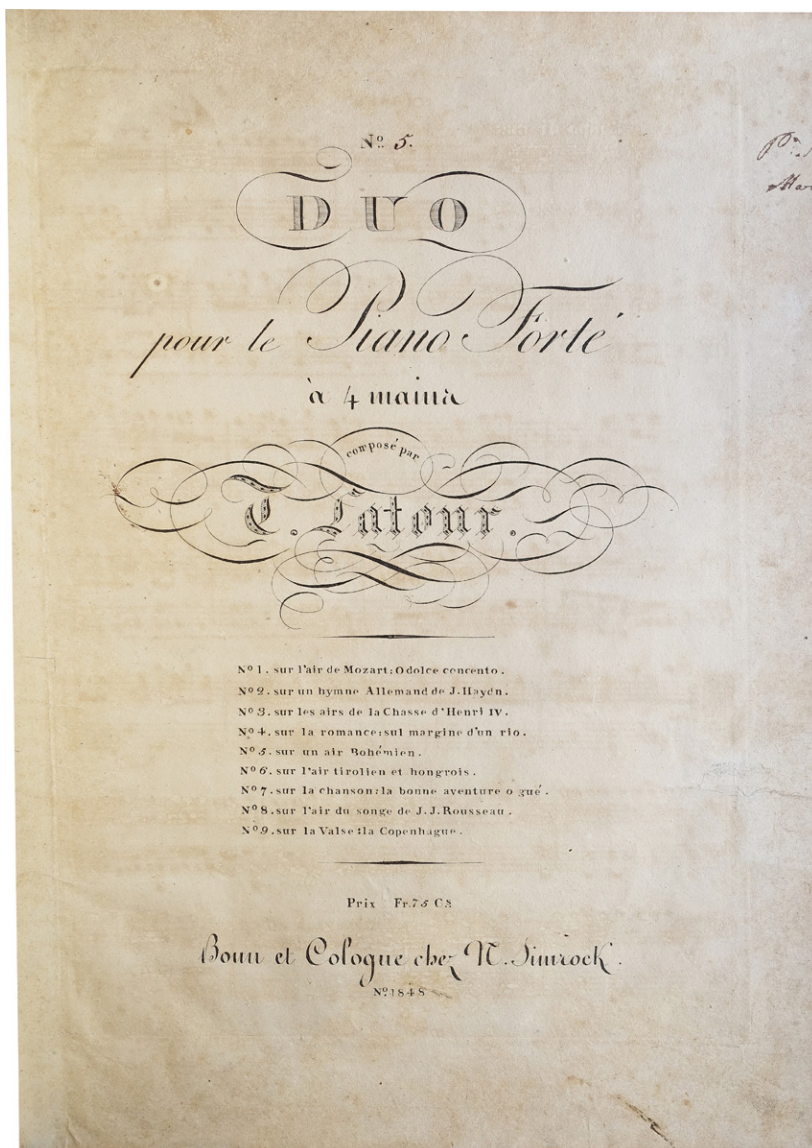 Nº 5.
DUO
pour le Piano Forté
à 4 mains
composé par
T. Latour.
Nº 1. sur l'air de Mozart: O dolce concento.
Nº 2. sur un hymne Allemand de J. Haydn.
Nº 3. sur les airs de la Chasse d'Henri IV.
Nº 4. sur la romance: sul margine d'un rio.
Nº 5. sur un air Bohémien.
Nº 6. sur l'air tirolien et hongrois.
Nº 7. sur la chanson: la bonne aventure o gué.
Nº 8. sur l'air du songe de J. J. Rousseau.
Nº 9. sur la Valse: la Copenhague.
Prix Fr. 75 Cs
Bonn et Cologne chez N. Simrock.
Nº 1848